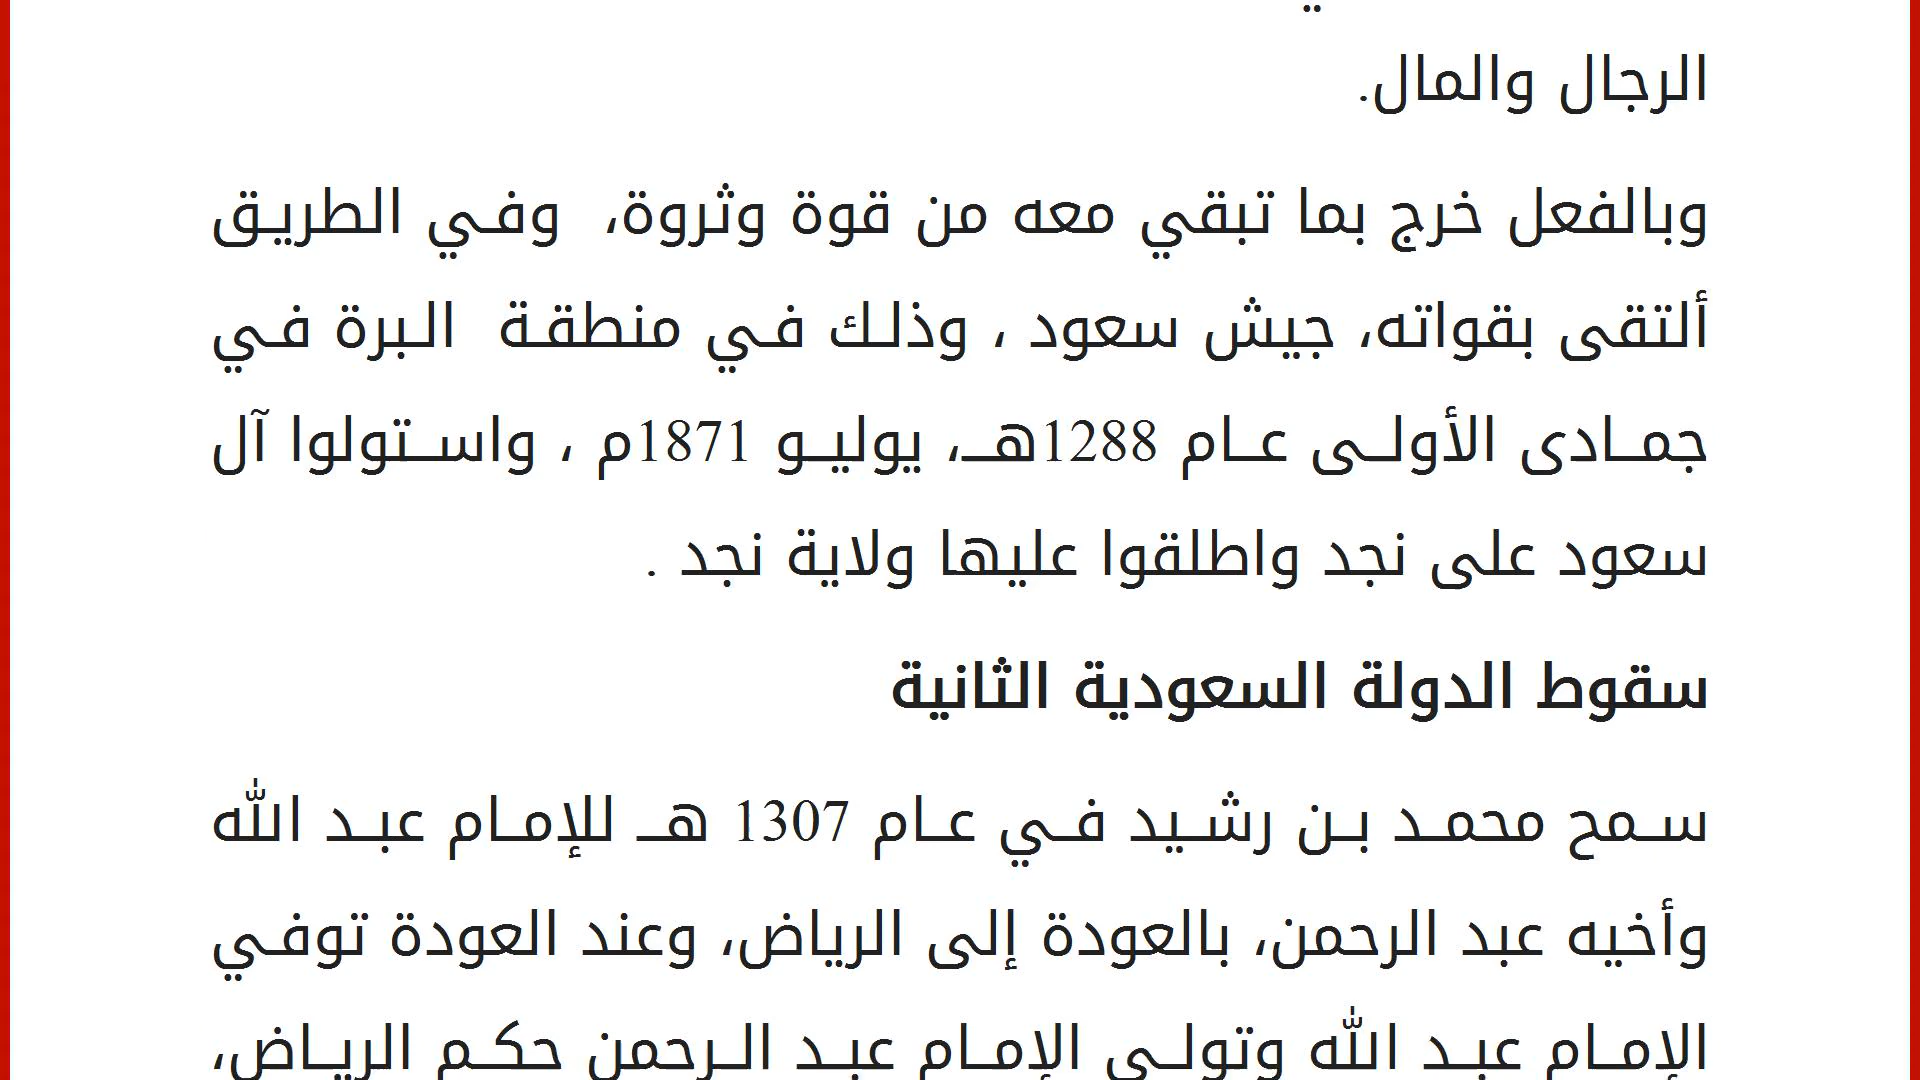 الرجال والمال.
وبالفعل خرج بما تبقي معه من قوة وثروة، وفي الطريق
ألتقى بقواته، جيش سعود ، وذلك في منطقة البرة في
جمادى الأولى عام 1288هـ، يوليو 1871م ، واستولوا آل
سعود على نجد واطلقوا عليها ولاية نجد .
سقوط الدولة السعودية الثانية
سمح محمد بن رشيد في عام 1307 هـ للإمام عبد الله
وأخيه عبد الرحمن، بالعودة إلى الرياض، وعند العودة توفي
الإمام عبد الله وتولى الإمام عبد الرحمن حكم الرياض،